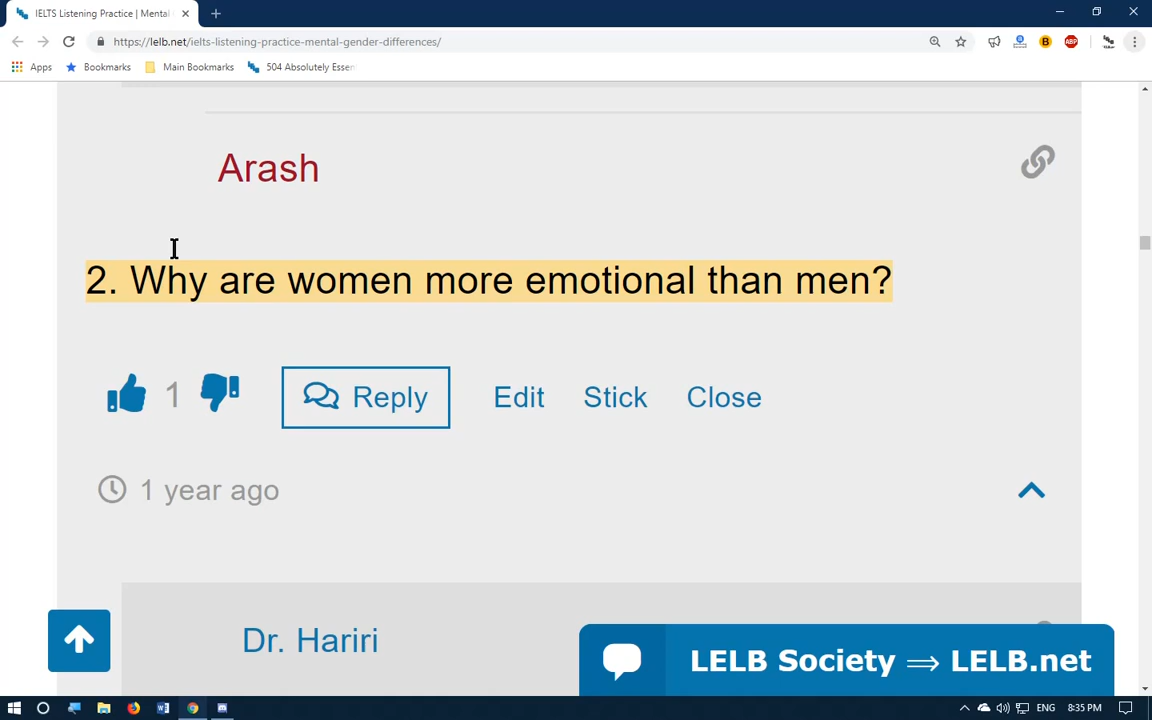 IELTS Listening Practice | Mental
https://lelb.net/ielts-listening-practice-mental-gender-differences/
Apps Bookmarks Main Bookmarks 504 Absolutely Essen
Arash
2. Why are women more emotional than men?
1 Reply Edit Stick Close
1 year ago
Dr. Hariri
LELB Society ⟹ LELB.net
ENG 8:35 PM